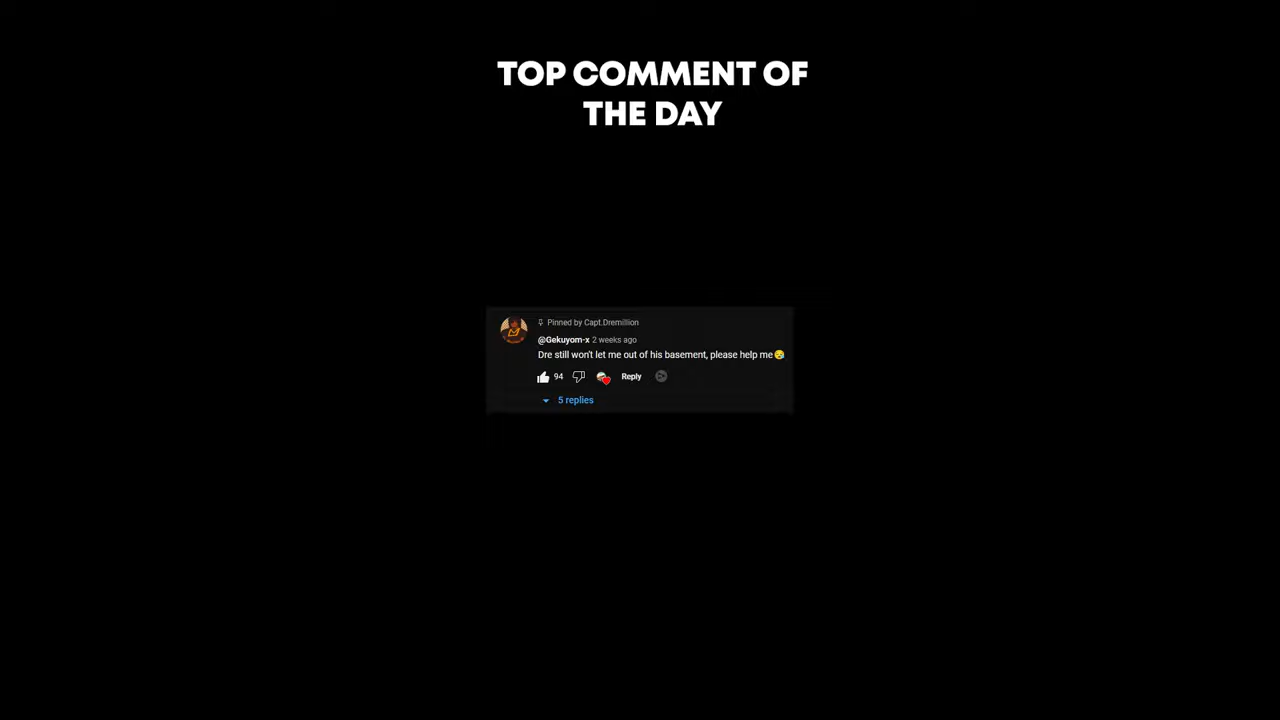 TOP COMMENT OF
THE DAY
Pinned by Capt.Dremillion
@Gekuyom-x 2 weeks ago
Dre still won't let me out of his basement, please help me😪
94 Reply
5 replies